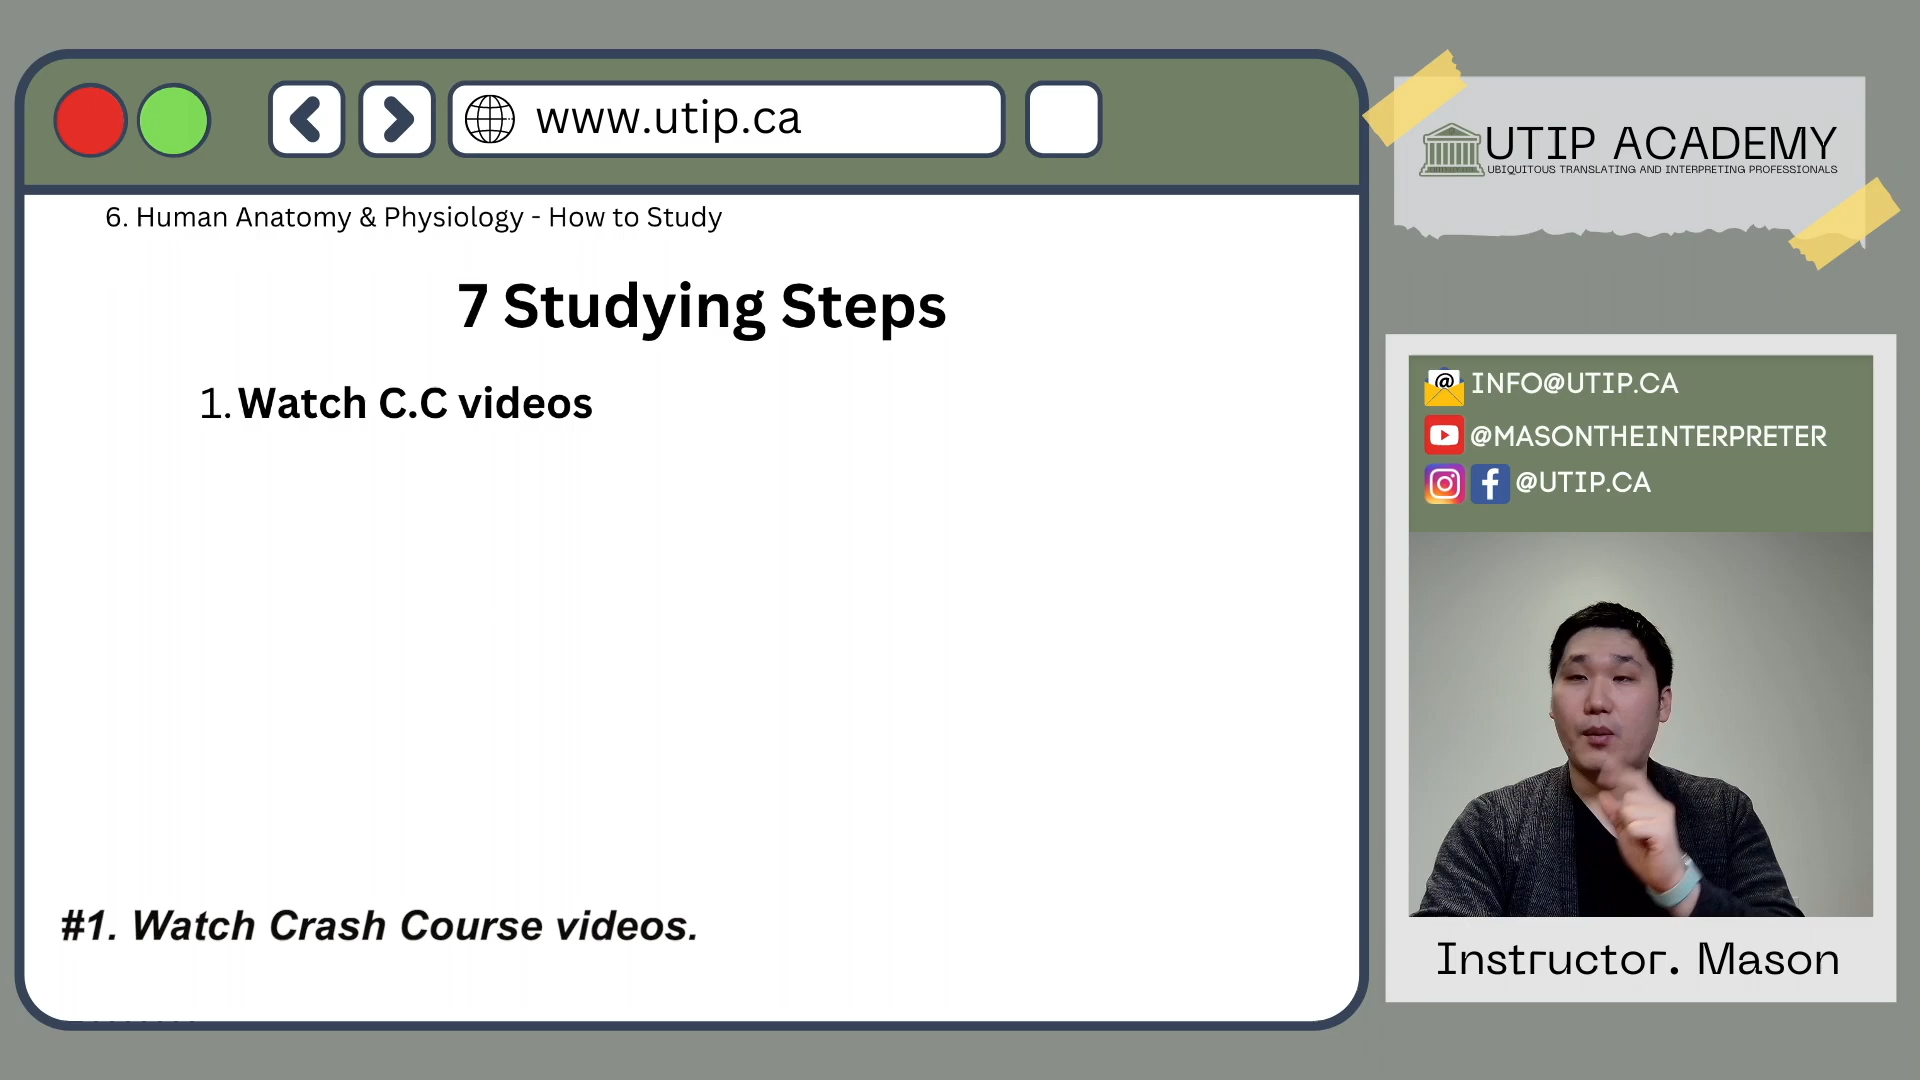 www.utip.ca
6. Human Anatomy & Physiology - How to Study
7 Studying Steps
1. Watch C.C videos
#1. Watch Crash Course videos.
UTIP ACADEMY
UBIQUITOUS TRANSLATING AND INTERPRETING PROFESSIONALS
@ INFO@UTIP.CA
@MASONTHEINTERPRETER
f @UTIP.CA
Instructor. Mason